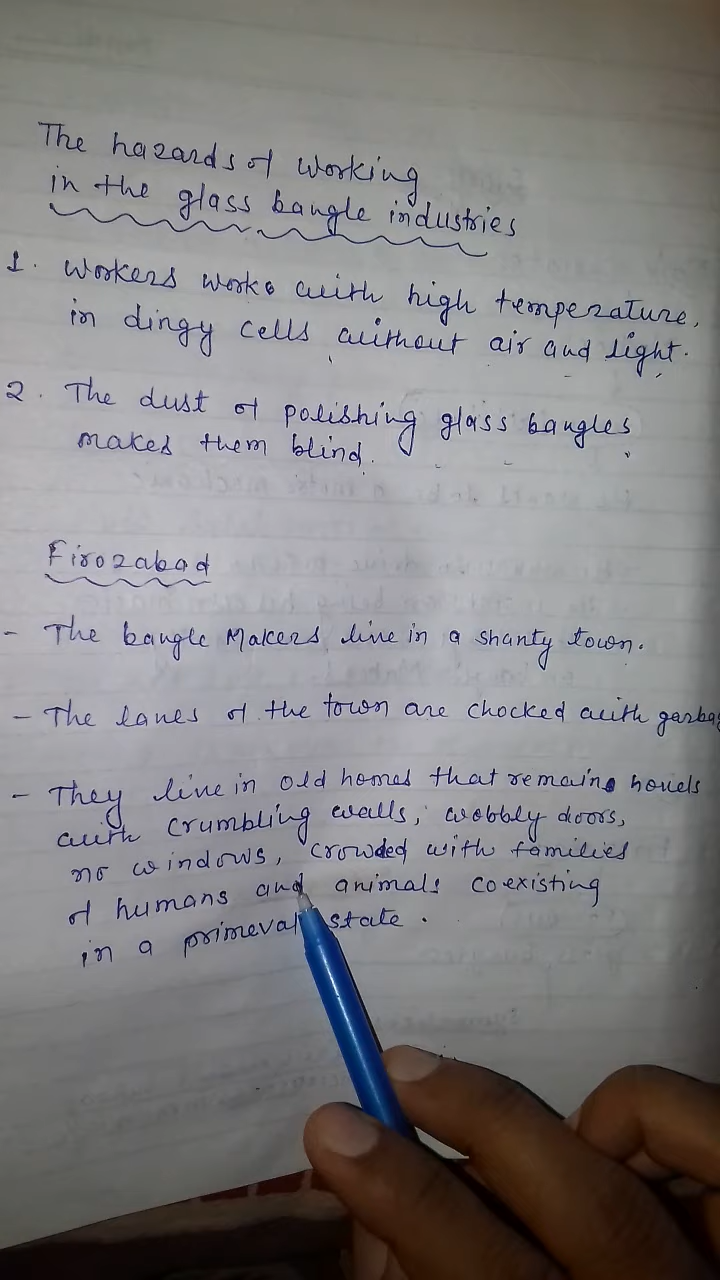 The hazards of working
in the glass bangle industries
1. Workers works with high temperature,
in dingy cells without air and light.
2. The dust of polishing glass bangles
makes them blind.
Firozabad
- The bangle Makers live in a shanty town.
- The lanes of the town are chocked with garbag
- They live in old homes that remains hovels
with crumbling walls, wobbly doors,
no windows, crowded with families
of humans and animals coexisting
in a primeval state.